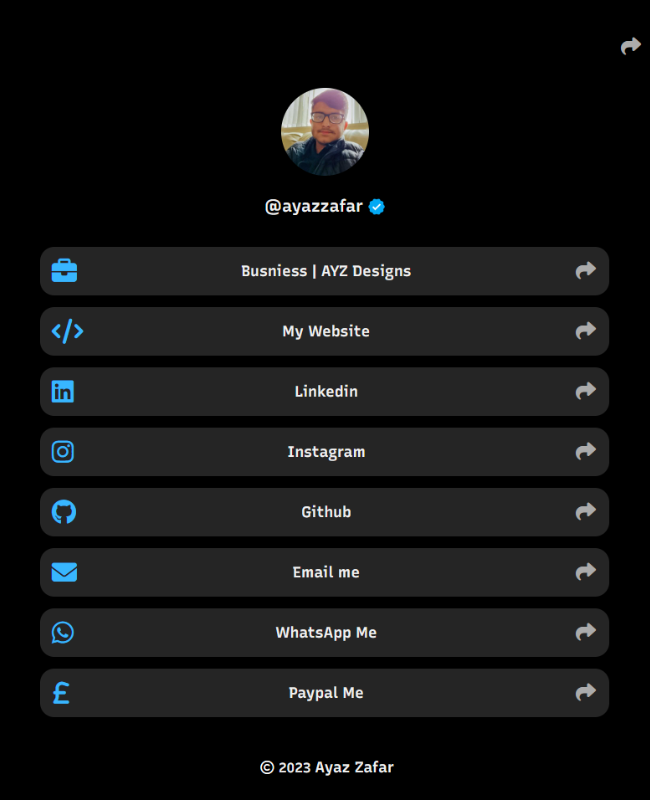 @ayazzafar
Busniess | AYZ Designs
My Website
Linkedin
Instagram
Github
Email me
WhatsApp Me
Paypal Me
© 2023 Ayaz Zafar